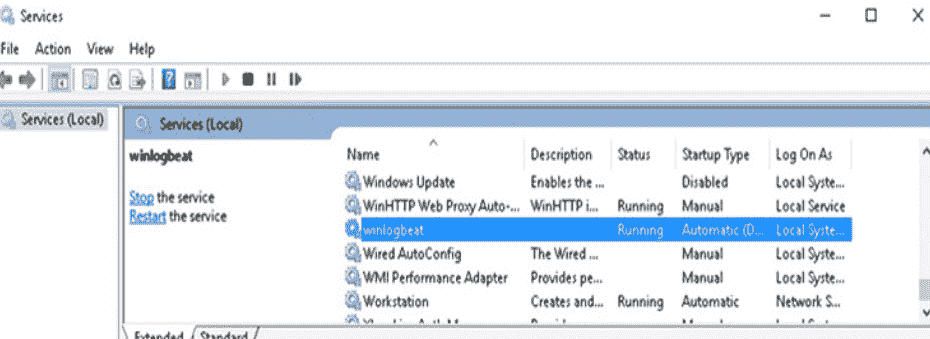 Services
File Action View Help
Services (Local)
Services (Local)
winlogbeat
Stop the service
Restart the service
Name Description Status Startup Type Log On As
Windows Update Enables the ... Disabled Local Syste...
WinHTTP Web Proxy Auto-... WinHTTP i... Running Manual Local Service
winlogbeat Running Automatic (D... Local Syste...
Wired AutoConfig The Wired ... Manual Local Syste...
WMI Performance Adapter Provides pe... Manual Local Syste...
Workstation Creates and... Running Automatic Network S...
Extended Standard